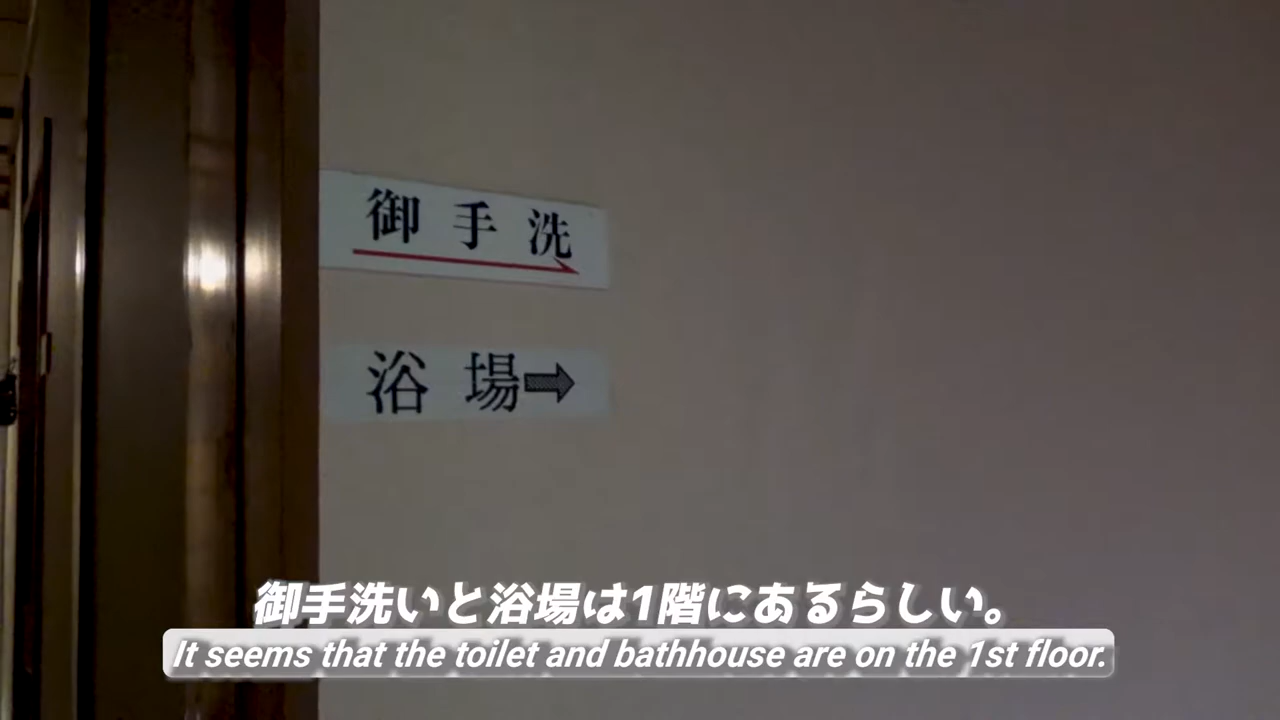 御手洗
浴場
御手洗いと浴場は1階にあるらしい。
It seems that the toilet and bathhouse are on the 1st floor.